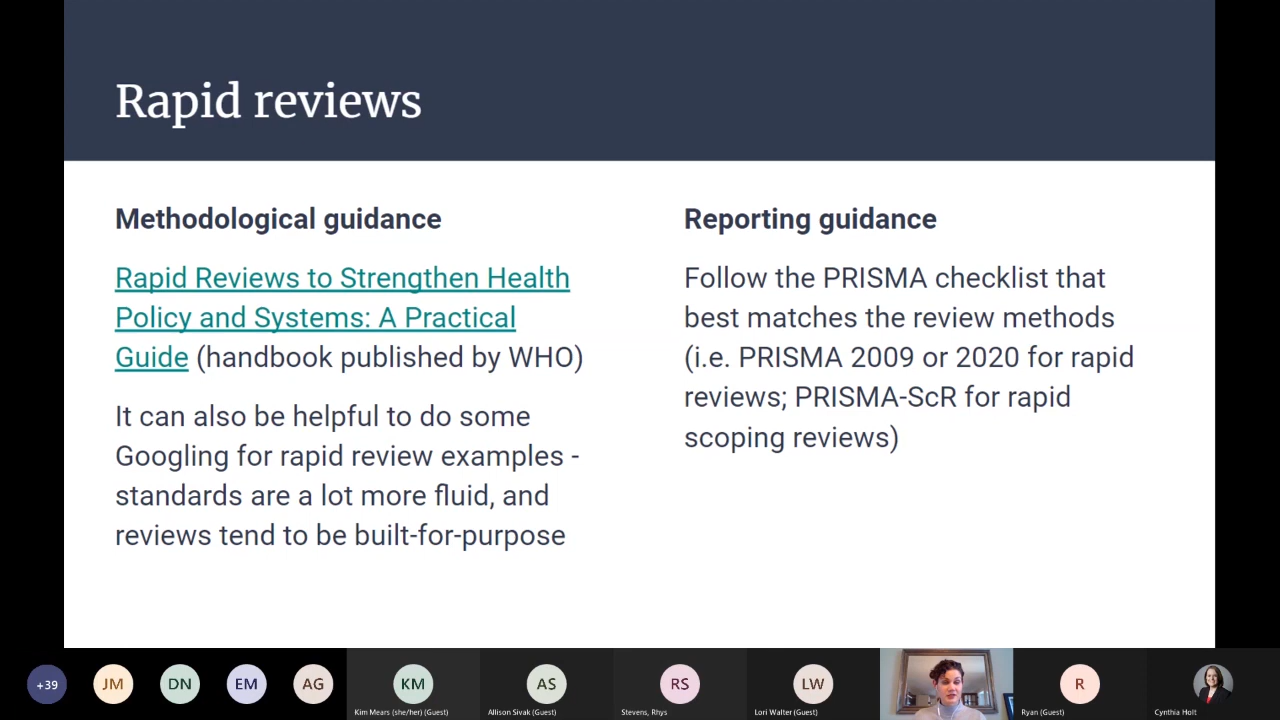 Rapid reviews
Methodological guidance
Rapid Reviews to Strengthen Health
Policy and Systems: A Practical
Guide (handbook published by WHO)
It can also be helpful to do some
Googling for rapid review examples -
standards are a lot more fluid, and
reviews tend to be built-for-purpose
Reporting guidance
Follow the PRISMA checklist that
best matches the review methods
(i.e. PRISMA 2009 or 2020 for rapid
reviews; PRISMA-ScR for rapid
scoping reviews)
+39
JM
DN
EM
AG
KM
Kim Mears (she/her) (Guest)
AS
Allison Sivak (Guest)
RS
Stevens, Rhys
LW
Lori Walter (Guest)
R
Ryan (Guest)
Cynthia Holt